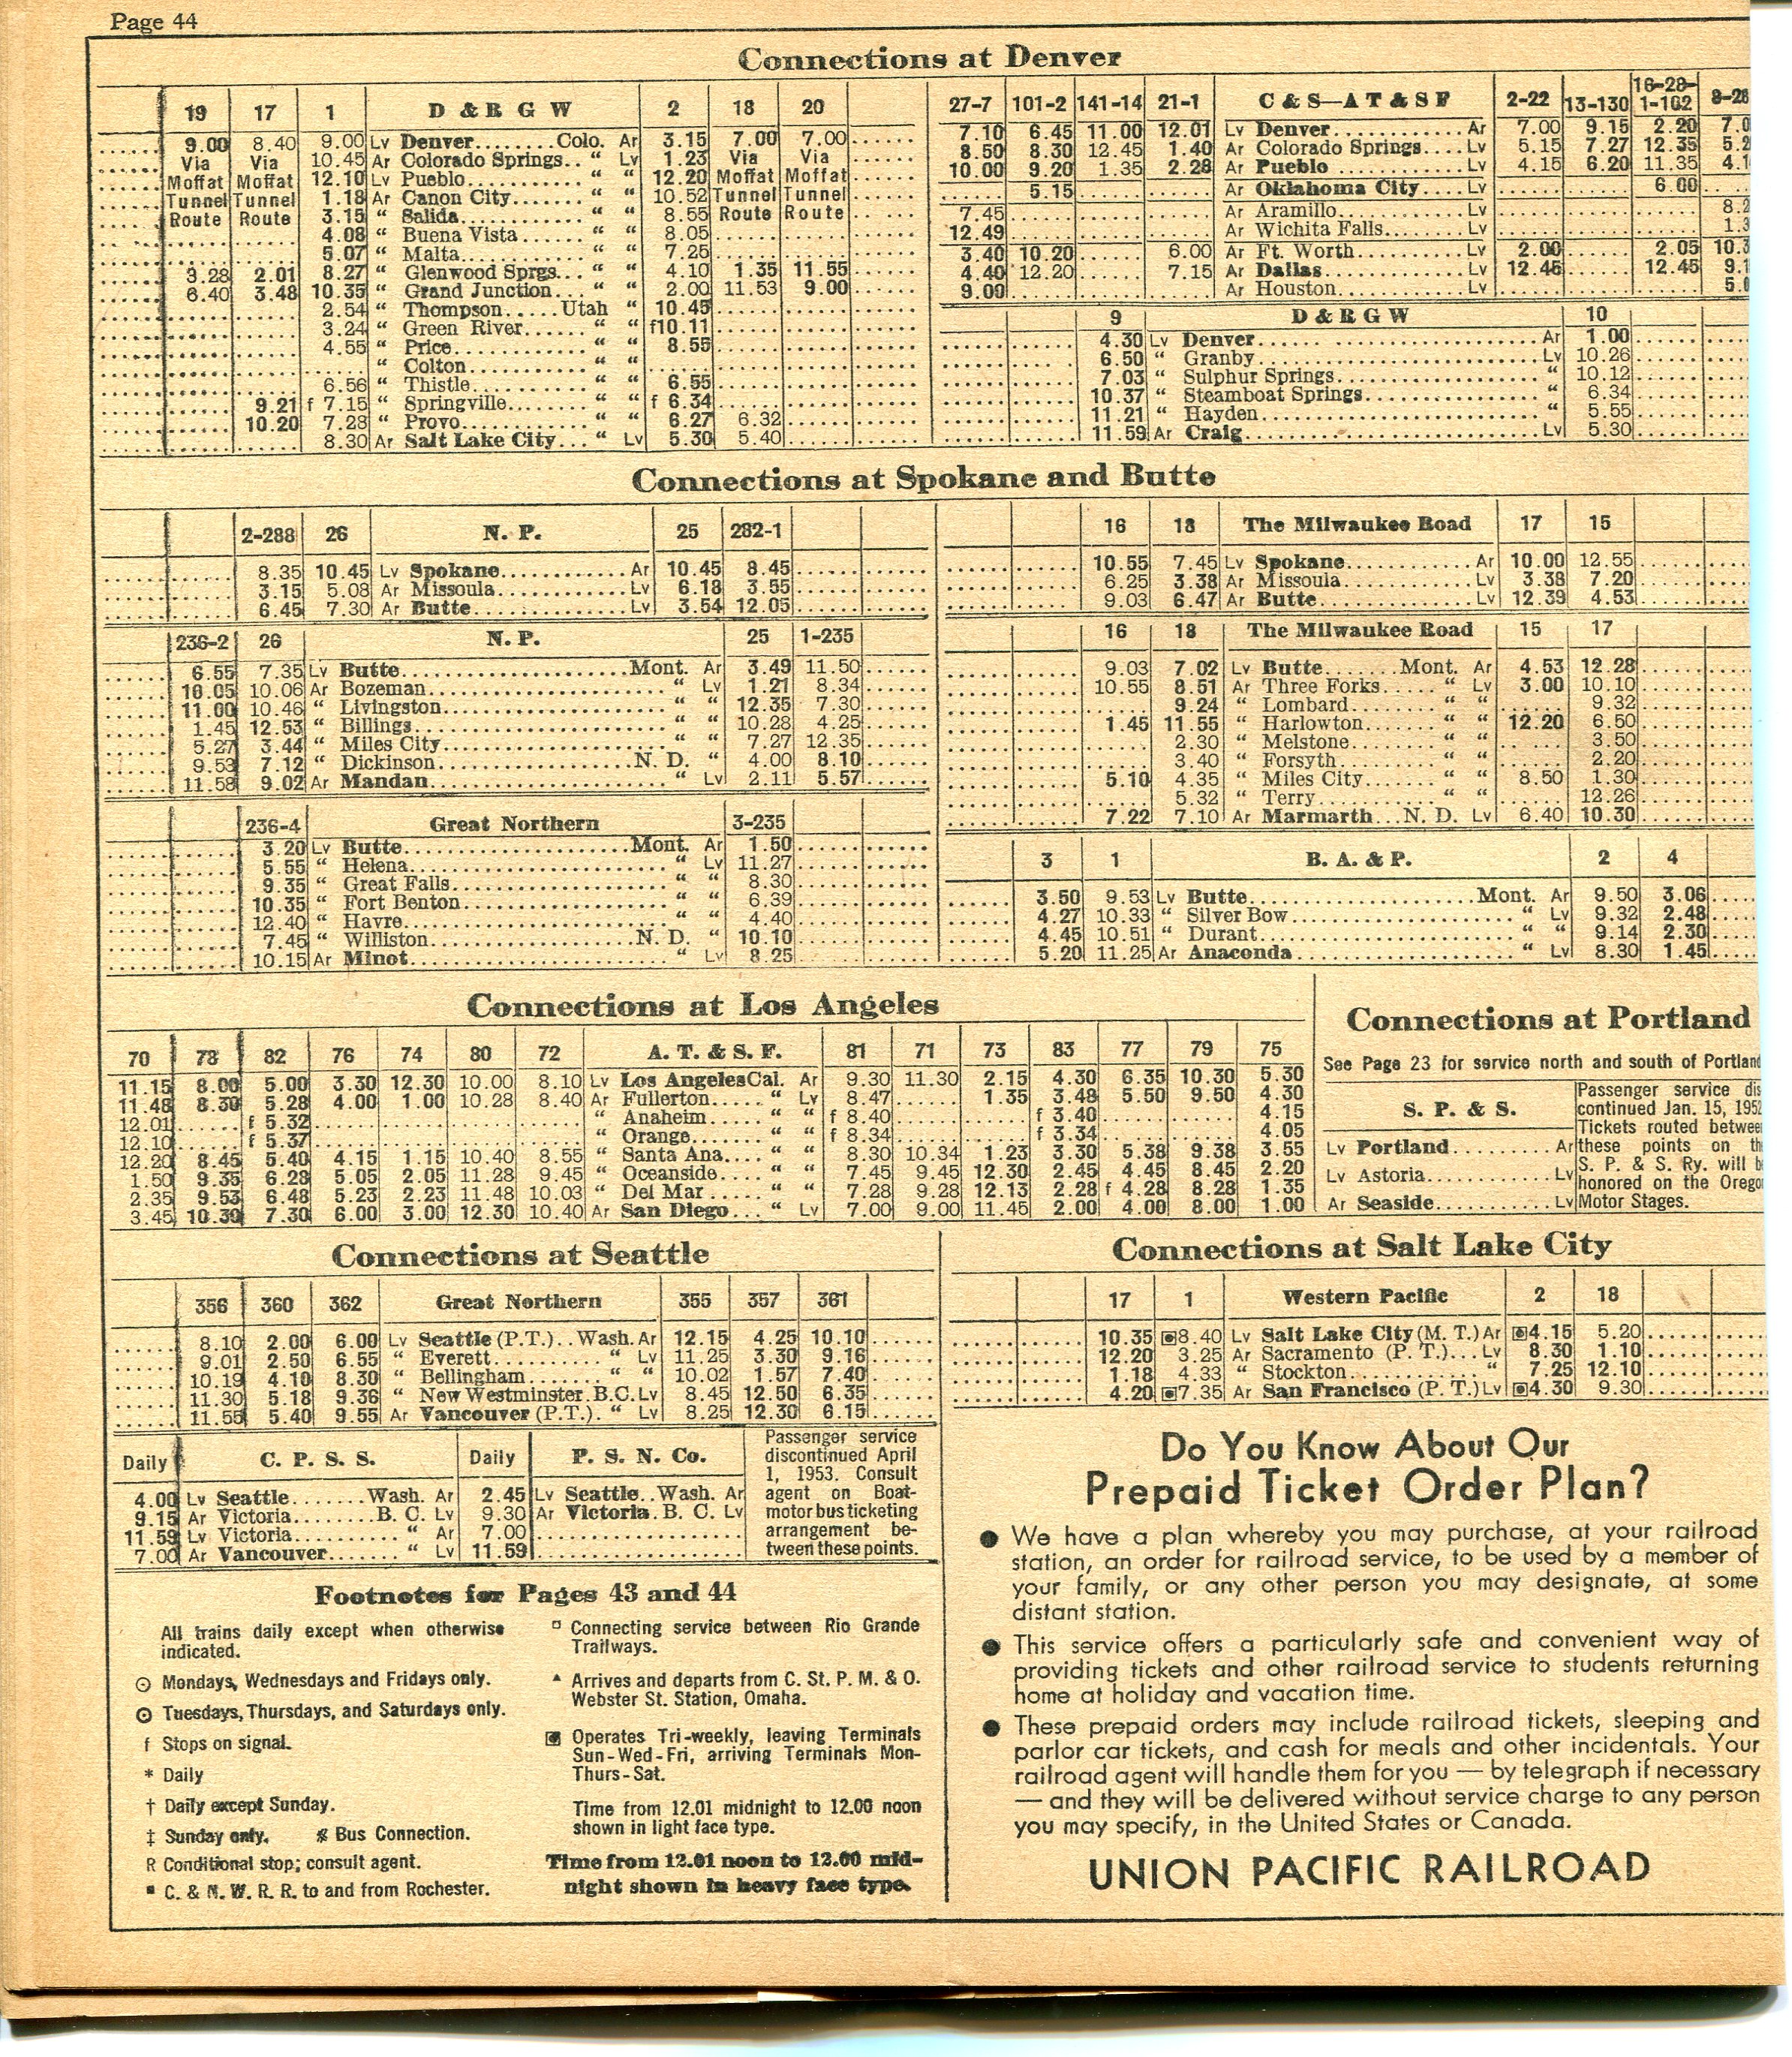 Page 44
Connections at Denver
19 17 1 D & R G W 2 18 20
9.00 8.40 9.00 Lv Denver........Colo. Ar 3.15 7.00 7.00
Via Via 10.45 Ar Colorado Springs.. “ Lv 1.23 Via Via
Moffat Moffat 12.10 Lv Pueblo........... “ “ 12.20 Moffat Moffat
Tunnel Tunnel 1.18 Ar Canon City....... “ “ 10.52 Tunnel Tunnel
Route Route 3.15 “ Salida............ “ “ 8.55 Route Route
4.08 “ Buena Vista...... “ “ 8.05
5.07 “ Malta............. “ “ 7.25
3.28 2.01 8.27 “ Glenwood Sprgs... “ “ 4.10 1.35 11.55
6.40 3.48 10.35 “ Grand Junction... “ “ 2.00 11.53 9.00
2.54 “ Thompson.....Utah “ 10.45
3.24 “ Green River...... “ “ f10.11
4.55 “ Price............. “ “ 8.55
“ Colton............ “ “
6.56 “ Thistle........... “ “ 6.55
9.21 f 7.15 “ Springville....... “ “ f 6.34
10.20 7.28 “ Provo............ “ “ 6.27 6.32
8.30 Ar Salt Lake City... “ Lv 5.30 5.40
27-7 101-2 141-14 21-1 C & S—A T & S F 2-22 13-130 16-28-1-102 8-28
7.10 6.45 11.00 12.01 Lv Denver............Ar 7.00 9.15 2.20 7.0
8.50 8.30 12.45 1.40 Ar Colorado Springs....Lv 5.15 7.27 12.35 5.2
10.00 9.20 1.35 2.28 Ar Pueblo............Lv 4.15 6.20 11.35 4.1
5.15 Ar Oklahoma City....Lv 6.00
7.45 Ar Aramillo............Lv 8.2
12.49 Ar Wichita Falls........Lv 1.3
3.40 10.20 6.00 Ar Ft. Worth..........Lv 2.00 2.05 10.3
4.40 12.20 7.15 Ar Dallas.............Lv 12.45 12.45 9.1
9.00 Ar Houston............Lv 5.0
9 D & R G W 10
4.30 Lv Denver...... ................Ar 1.00
6.50 “ Granby.........................Lv 10.26
7.03 “ Sulphur Springs................ “ 10.12
10.37 “ Steamboat Springs.............. “ 6.34
11.21 “ Hayden......................... “ 5.55
11.59 Ar Craig.........................Lv 5.30
Connections at Spokane and Butte
2-288 26 N. P. 25 282-1
8.35 10.45 Lv Spokane............Ar 10.45 8.45
3.15 5.08 Ar Missoula............Lv 6.18 3.55
6.45 7.30 Ar Butte...............Lv 3.54 12.05
16 18 The Milwaukee Road 17 15
10.55 7.45 Lv Spokane............Ar 10.00 12.55
6.25 3.38 Ar Missoula............Lv 3.38 7.20
9.03 6.47 Ar Butte...............Lv 12.39 4.53
236-2 26 N. P. 25 1-235
6.55 7.35 Lv Butte....................Mont. Ar 3.49 11.50
10.05 10.06 Ar Bozeman.................... “ Lv 1.21 8.34
11.00 10.46 “ Livingston.................. “ “ 12.35 7.30
1.45 12.53 “ Billings.................... “ “ 10.28 4.25
5.27 3.44 “ Miles City.................. “ “ 7.27 12.35
9.53 7.12 “ Dickinson................N. D. “ 4.00 8.10
11.58 9.02 Ar Mandan.................... “ Lv 2.11 5.57
16 18 The Milwaukee Road 15 17
9.03 7.02 Lv Butte.......Mont. Ar 4.53 12.28
10.55 8.51 Ar Three Forks..... “ Lv 3.00 10.10
9.24 “ Lombard........ “ “ 9.32
1.45 11.55 “ Harlowton....... “ “ 12.20 6.50
2.30 “ Melstone........ “ “ 3.50
3.40 “ Forsyth......... “ “ 2.20
5.10 4.35 “ Miles City....... “ “ 8.50 1.30
5.32 “ Terry........... “ “ 12.26
7.22 7.10 Ar Marmarth...N. D. Lv 6.40 10.30
236-4 Great Northern 3-235
3.20 Lv Butte....................Mont. Ar 1.50
5.55 “ Helena....................... “ Lv 11.27
9.35 “ Great Falls.................. “ “ 8.30
10.35 “ Fort Benton................. “ “ 6.39
12.40 “ Havre....................... “ “ 4.40
7.45 “ Williston.................N. D. “ 10.10
10.15 Ar Minot....................... “ Lv 8.25
3 1 B. A. & P. 2 4
3.50 9.53 Lv Butte....................Mont. Ar 9.50 3.06
4.27 10.33 “ Silver Bow.................. “ Lv 9.32 2.48
4.45 10.51 “ Durant...................... “ “ 9.14 2.30
5.20 11.25 Ar Anaconda................... “ Lv 8.30 1.45
Connections at Los Angeles
70 78 82 76 74 80 72 A. T. & S. F. 81 71 73 83 77 79 75
11.15 8.00 5.00 3.30 12.30 10.00 8.10 Lv Los Angeles Cal. Ar 9.30 11.30 2.15 4.30 6.35 10.30 5.30
11.48 8.30 5.28 4.00 1.00 10.28 8.40 Ar Fullerton..... “ Lv 8.47 1.35 3.48 5.50 9.50 4.30
12.01 f 5.32 “ Anaheim...... “ “ f 8.40 f 3.40 4.15
12.10 f 5.37 “ Orange....... “ “ f 8.34 f 3.34 4.05
12.20 8.45 5.40 4.15 1.15 10.40 8.55 “ Santa Ana.... “ “ 8.30 10.34 1.23 3.30 5.38 9.38 3.55
1.50 9.35 6.28 5.05 2.05 11.28 9.45 “ Oceanside.... “ “ 7.45 9.45 12.30 2.45 4.45 8.45 2.20
2.35 9.53 6.48 5.23 2.23 11.48 10.03 “ Del Mar ..... “ “ 7.28 9.28 12.13 2.28 f 4.28 8.28 1.35
3.45 10.30 7.30 6.00 3.00 12.30 10.40 Ar San Diego... “ Lv 7.00 9.00 11.45 2.00 4.00 8.00 1.00
Connections at Portland
See Page 23 for service north and south of Portland
S. P. & S.
Lv Portland..........Ar
Lv Astoria............Lv
Ar Seaside...........Lv
Passenger service dis
continued Jan. 15, 1952
Tickets routed between
these points on th
S. P. & S. Ry. will b
honored on the Orego
Motor Stages.
Connections at Seattle
356 360 362 Great Northern 355 357 361
8.10 2.00 6.00 Lv Seattle (P.T.)..Wash. Ar 12.15 4.25 10.10
9.01 2.50 6.55 “ Everett.......... “ Lv 11.25 3.30 9.16
10.19 4.10 8.30 “ Bellingham...... “ “ 10.02 1.57 7.40
11.30 5.18 9.36 “ New Westminster.B.C. Lv 8.45 12.50 6.35
11.55 5.40 9.55 Ar Vancouver (P.T.). “ Lv 8.25 12.30 6.15
Connections at Salt Lake City
17 1 Western Pacific 2 18
10.35 ▣8.40 Lv Salt Lake City (M. T.) Ar ▣4.15 5.20
12.20 3.25 Ar Sacramento (P. T.)...Lv 8.30 1.10
1.18 4.33 “ Stockton............... “ 7.25 12.10
4.20 ▣7.35 Ar San Francisco (P. T.) Lv ▣4.30 9.30
Daily C. P. S. S. Daily P. S. N. Co.
4.00 Lv Seattle.......Wash. Ar 2.45 Lv Seattle..Wash. Ar
9.15 Ar Victoria........B. C. Lv 9.30 Ar Victoria. B. C. Lv
11.59 Lv Victoria........... “ Ar 7.00
7.00 Ar Vancouver....... “ Lv 11.59
Passenger service
discontinued April
1, 1953. Consult
agent on Boat-
motor bus ticketing
arrangement be-
tween these points.
Footnotes for Pages 43 and 44
All trains daily except when otherwise
indicated.
⊙ Mondays, Wednesdays and Fridays only.
⊙ Tuesdays, Thursdays, and Saturdays only.
f Stops on signal.
* Daily
† Daily except Sunday.
‡ Sunday only. Bus Connection.
R Conditional stop; consult agent.
▪ C. & N. W. R. R. to and from Rochester.
▫ Connecting service between Rio Grande
Trailways.
▲ Arrives and departs from C. St. P. M. & O.
Webster St. Station, Omaha.
▣ Operates Tri-weekly, leaving Terminals
Sun-Wed-Fri, arriving Terminals Mon-
Thurs-Sat.
Time from 12.01 midnight to 12.00 noon
shown in light face type.
Time from 12.01 noon to 12.00 mid-
night shown in heavy face type.
Do You Know About Our
Prepaid Ticket Order Plan?
● We have a plan whereby you may purchase, at your railroad
station, an order for railroad service, to be used by a member of
your family, or any other person you may designate, at some
distant station.
● This service offers a particularly safe and convenient way of
providing tickets and other railroad service to students returning
home at holiday and vacation time.
● These prepaid orders may include railroad tickets, sleeping and
parlor car tickets, and cash for meals and other incidentals. Your
railroad agent will handle them for you — by telegraph if necessary
— and they will be delivered without service charge to any person
you may specify, in the United States or Canada.
UNION PACIFIC RAILROAD